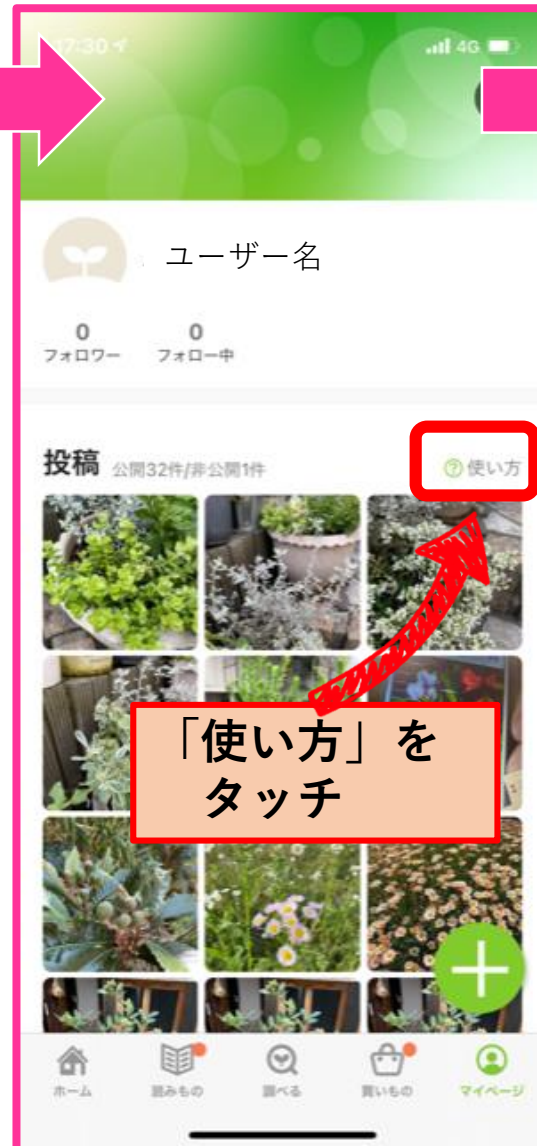 17:30 4G
ユーザー名
0 0
フォロワー フォロー中
投稿 公開32件/非公開1件 使い方
「使い方」を
タッチ
ホーム 読みもの 調べる 買いもの マイページ